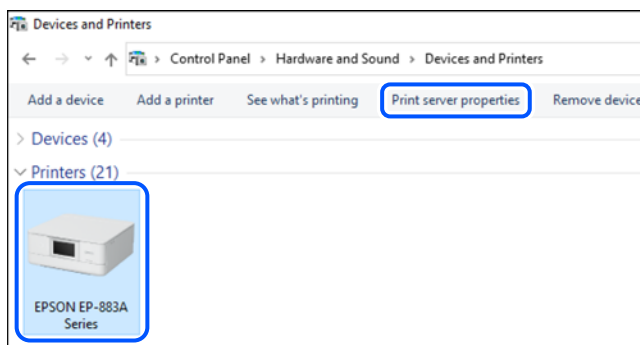 Devices and Printers
Control Panel > Hardware and Sound > Devices and Printers
Add a device Add a printer See what's printing Print server properties Remove device
Devices (4)
Printers (21)
EPSON EP-883A
Series